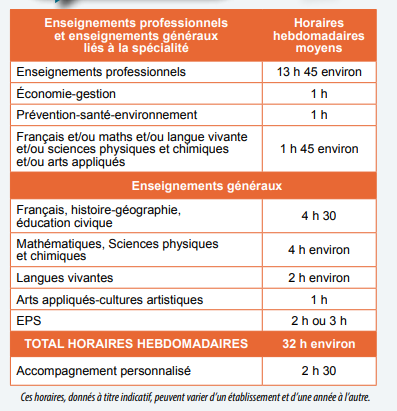 Enseignements professionnels
et enseignements généraux
liés à la spécialité
Horaires
hebdomadaires
moyens
Enseignements professionnels 13 h 45 environ
Économie-gestion 1 h
Prévention-santé-environnement 1 h
Français et/ou maths et/ou langue vivante
et/ou sciences physiques et chimiques
et/ou arts appliqués
1 h 45 environ
Enseignements généraux
Français, histoire-géographie,
éducation civique
4 h 30
Mathématiques, Sciences physiques
et chimiques
4 h environ
Langues vivantes 2 h environ
Arts appliqués-cultures artistiques 1 h
EPS 2 h ou 3 h
TOTAL HORAIRES HEBDOMADAIRES 32 h environ
Accompagnement personnalisé 2 h 30
Ces horaires, donnés à titre indicatif, peuvent varier d'un établissement et d'une année à l'autre.